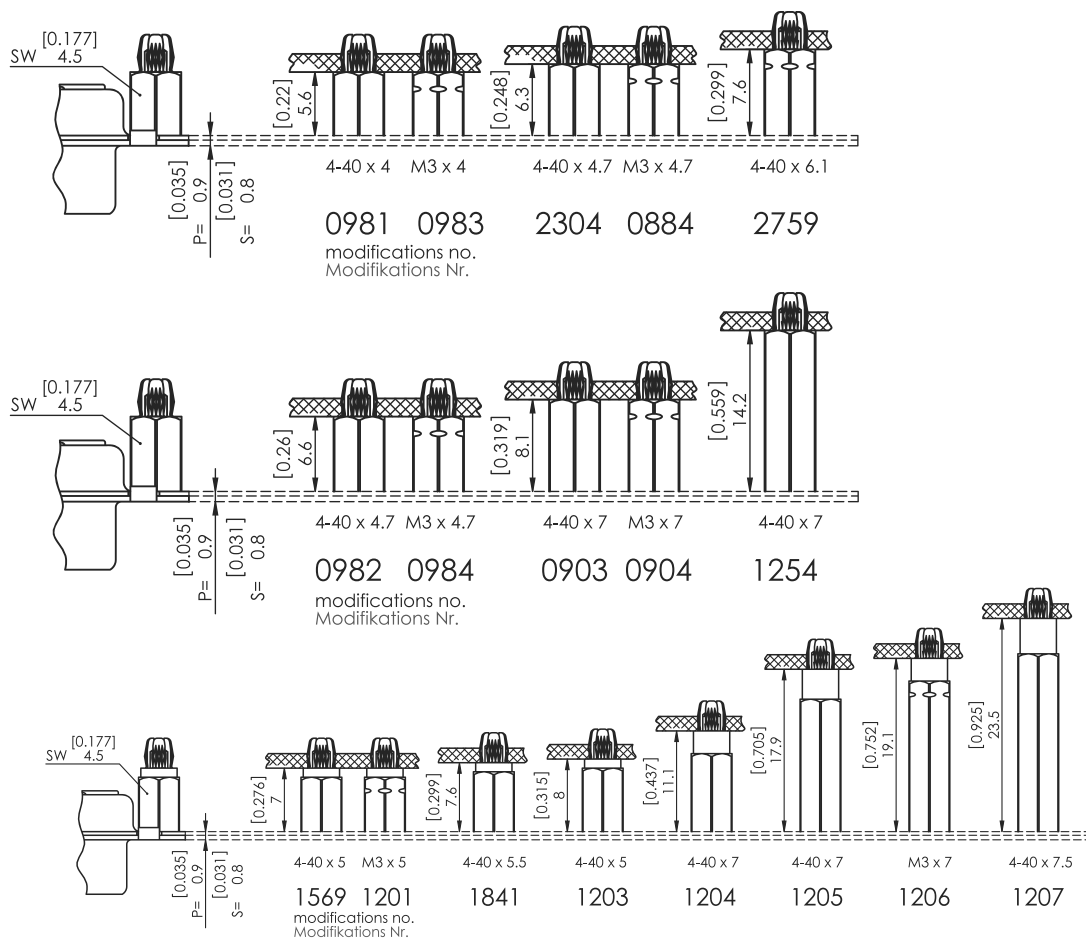 [0.177]
SW 4.5
[0.22]
5.6
[0.248]
6.3
[0.299]
7.6
4-40 x 4 M3 x 4 4-40 x 4.7 M3 x 4.7 4-40 x 6.1
[0.035]
P= 0.9
[0.031]
S= 0.8
0981 0983 2304 0884 2759
modifications no.
Modifikations Nr.
[0.177]
SW 4.5
[0.26]
6.6
[0.319]
8.1
[0.559]
14.2
4-40 x 4.7 M3 x 4.7 4-40 x 7 M3 x 7 4-40 x 7
[0.035]
P= 0.9
[0.031]
S= 0.8
0982 0984 0903 0904 1254
modifications no.
Modifikations Nr.
[0.177]
SW 4.5
[0.276]
7
[0.299]
7.6
[0.315]
8
[0.437]
11.1
[0.705]
17.9
[0.752]
19.1
[0.925]
23.5
4-40 x 5 M3 x 5 4-40 x 5.5 4-40 x 5 4-40 x 7 4-40 x 7 M3 x 7 4-40 x 7.5
[0.035]
P= 0.9
[0.031]
S= 0.8
1569 1201 1841 1203 1204 1205 1206 1207
modifications no.
Modifikations Nr.